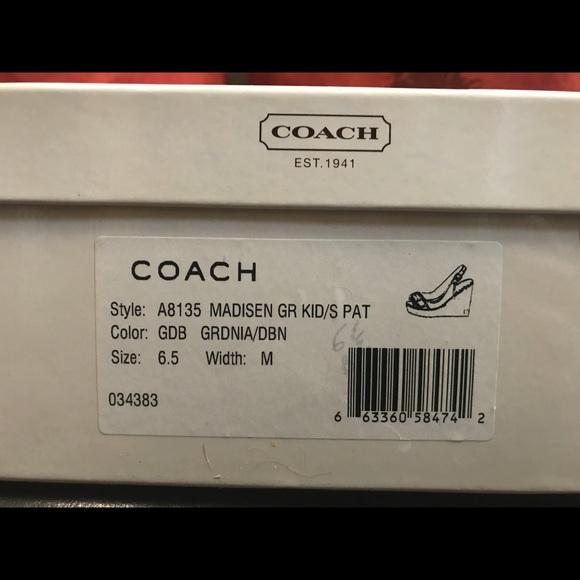 COACH
EST. 1941
COACH
Style: A8135 MADISEN GR KID/S PAT
Color: GDB GRDNIA/DBN
Size: 6.5 Width: M
034383
6 63360 58474 2